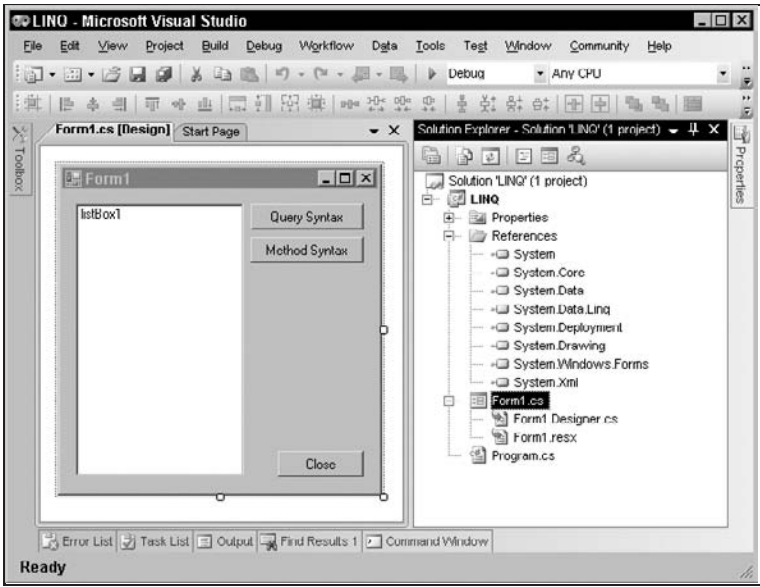 LINQ - Microsoft Visual Studio
File Edit View Project Build Debug Workflow Data Tools Test Window Community Help
Debug Any CPU
Form1.cs [Design] Start Page
Solution Explorer - Solution 'LINQ' (1 project)
Toolbox
Properties
Form1
listBox1
Query Syntax
Method Syntax
Close
Solution 'LINQ' (1 project)
LINQ
Properties
References
System
System.Core
System.Data
System.Data.Linq
System.Deployment
System.Drawing
System.Windows.Forms
System.Xml
Form1.cs
Form1.Designer.cs
Form1.resx
Program.cs
Error List Task List Output Find Results 1 Command Window
Ready